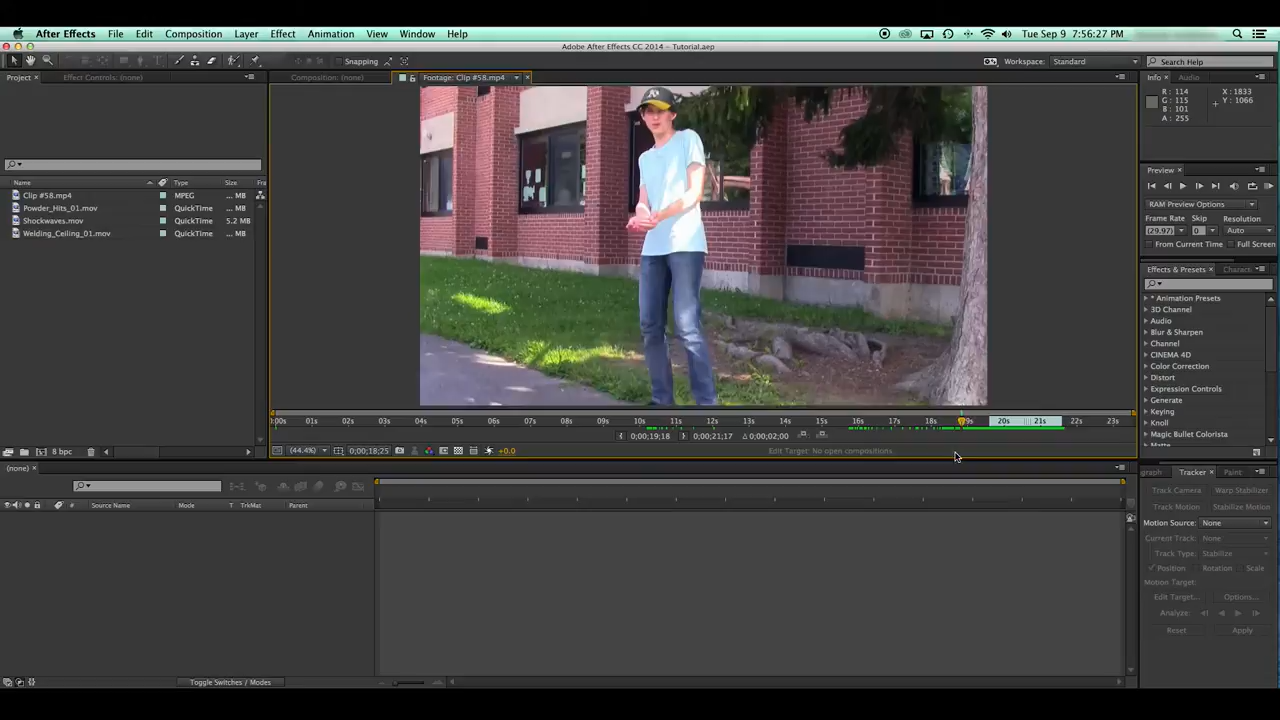 After Effects File Edit Composition Layer Effect Animation View Window Help Tue Sep 9 7:56:27 PM
Adobe After Effects CC 2014 – Tutorial.aep
Snapping Workspace: Standard Search Help
Project Effect Controls: (none) Composition: (none) Footage: Clip #58.mp4 Info Audio
R: 114 X: 1833
G: 115 Y: 1066
B: 101
A: 255
Name Type Size Fra
Clip #58.mp4 MPEG ... MB
Powder_Hits_01.mov QuickTime ... MB
Shockwaves.mov QuickTime 5.2 MB
Welding_Ceiling_01.mov QuickTime ... MB
Preview
RAM Preview Options
Frame Rate Skip Resolution
(29.97) 0 Auto
From Current Time Full Screen
Effects & Presets Charact
* Animation Presets
3D Channel
Audio
Blur & Sharpen
Channel
CINEMA 4D
Color Correction
Distort
Expression Controls
Generate
Keying
Knoll
Magic Bullet Colorista
Matte
:00s 01s 02s 03s 04s 05s 06s 07s 08s 09s 10s 11s 12s 13s 14s 15s 16s 17s 18s 9s 20s 21s 22s 23s
0;00;19;18 0;00;21;17 Δ 0;00;02;00
8 bpc (44.4%) 0;00;18;25 +0.0 Edit Target: No open compositions.
(none)
# Source Name Mode T TrkMat Parent
graph Tracker Paint
Track Camera Warp Stabilizer
Track Motion Stabilize Motion
Motion Source: None
Current Track: None
Track Type: Stabilize
Position Rotation Scale
Motion Target:
Edit Target... Options...
Analyze:
Reset Apply
Toggle Switches / Modes